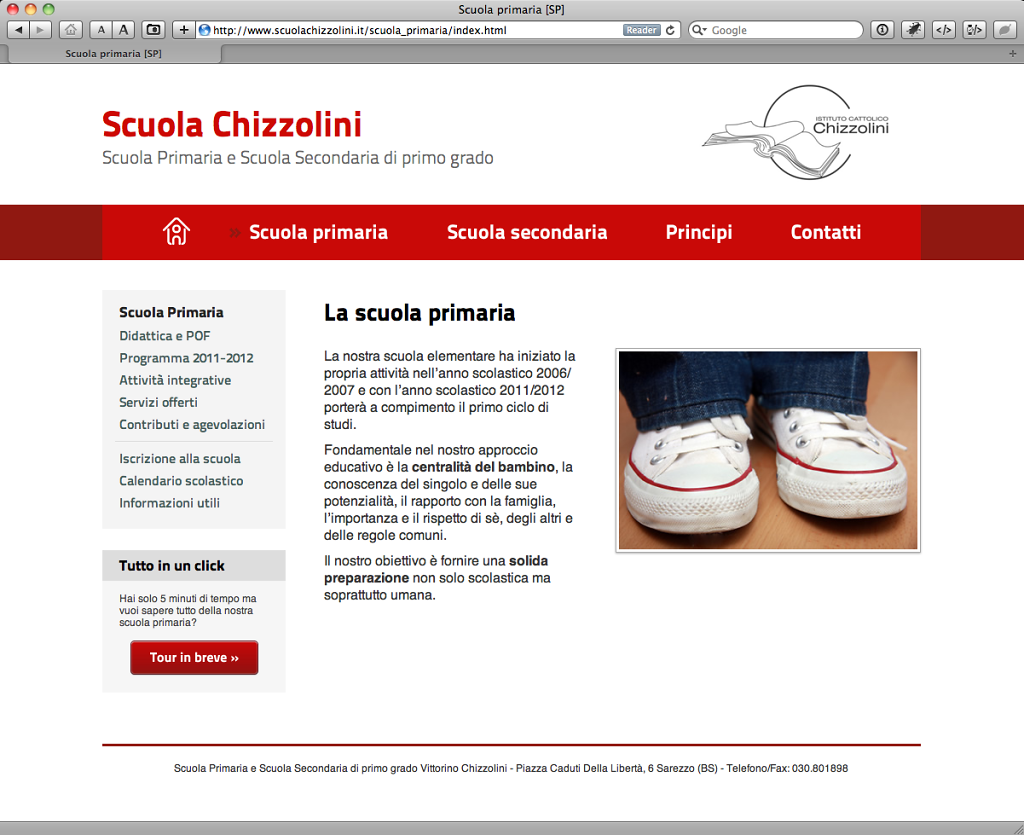 Scuola primaria [SP]
A A + http://www.scuolachizzolini.it/scuola_primaria/index.html Reader Google
Scuola primaria [SP]
Scuola Chizzolini
Scuola Primaria e Scuola Secondaria di primo grado
ISTITUTO CATTOLICO
Chizzolini
» Scuola primaria Scuola secondaria Principi Contatti
Scuola Primaria
Didattica e POF
Programma 2011-2012
Attività integrative
Servizi offerti
Contributi e agevolazioni
Iscrizione alla scuola
Calendario scolastico
Informazioni utili
Tutto in un click
Hai solo 5 minuti di tempo ma
vuoi sapere tutto della nostra
scuola primaria?
Tour in breve »
La scuola primaria
La nostra scuola elementare ha iniziato la
propria attività nell'anno scolastico 2006/
2007 e con l'anno scolastico 2011/2012
porterà a compimento il primo ciclo di
studi.
Fondamentale nel nostro approccio
educativo è la centralità del bambino, la
conoscenza del singolo e delle sue
potenzialità, il rapporto con la famiglia,
l'importanza e il rispetto di sè, degli altri e
delle regole comuni.
Il nostro obiettivo è fornire una solida
preparazione non solo scolastica ma
soprattutto umana.
Scuola Primaria e Scuola Secondaria di primo grado Vittorino Chizzolini - Piazza Caduti Della Libertà, 6 Sarezzo (BS) - Telefono/Fax: 030.801898